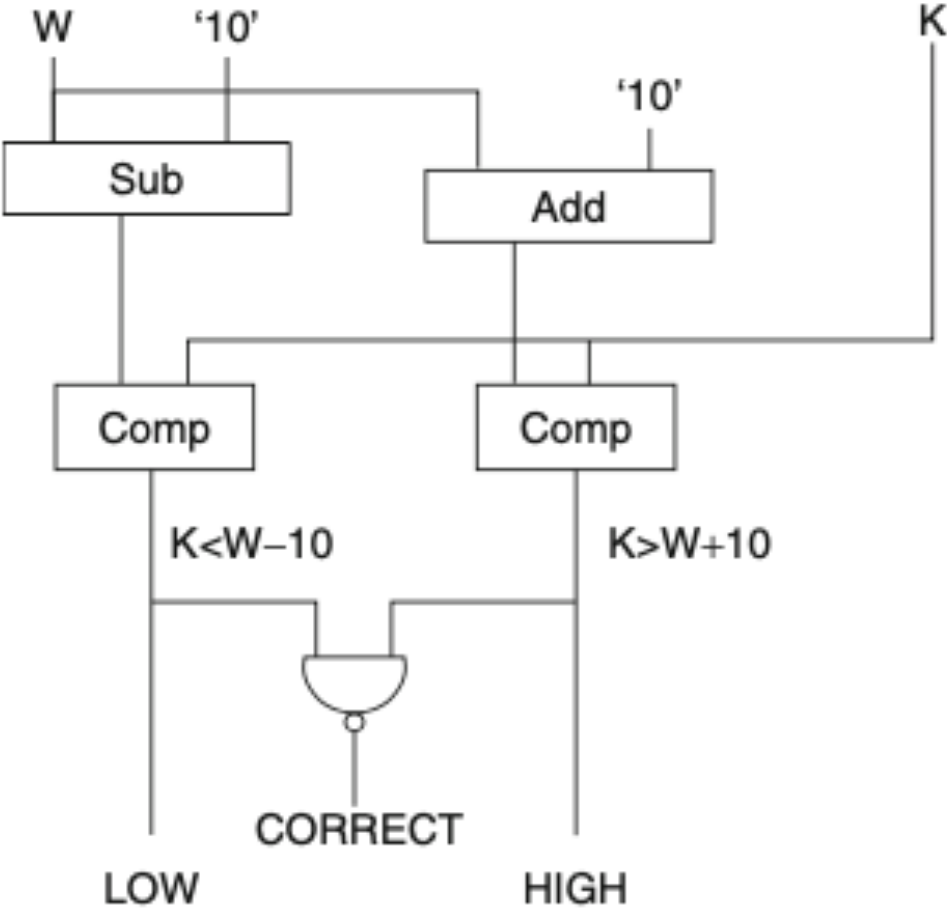 W ‘10’ K
‘10’
Sub
Add
Comp Comp
K<W–10 K>W+10
CORRECT
LOW HIGH